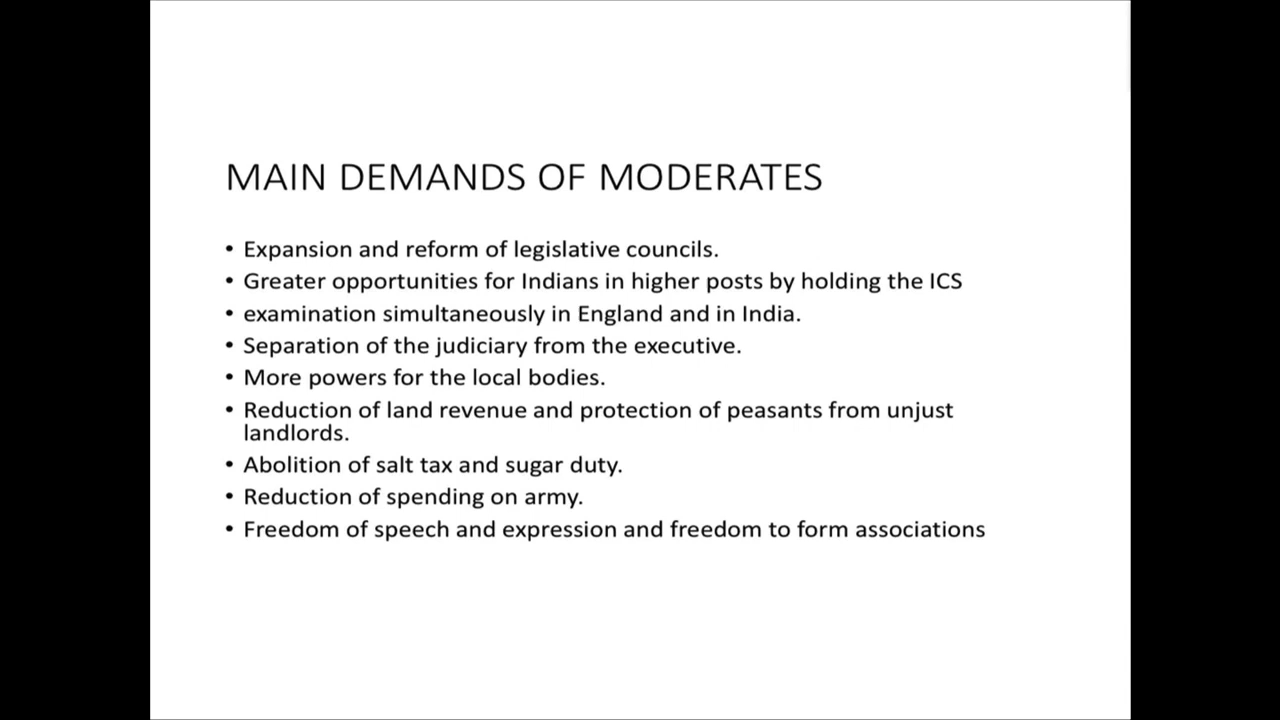 MAIN DEMANDS OF MODERATES
• Expansion and reform of legislative councils.
• Greater opportunities for Indians in higher posts by holding the ICS
• examination simultaneously in England and in India.
• Separation of the judiciary from the executive.
• More powers for the local bodies.
• Reduction of land revenue and protection of peasants from unjust
landlords.
• Abolition of salt tax and sugar duty.
• Reduction of spending on army.
• Freedom of speech and expression and freedom to form associations